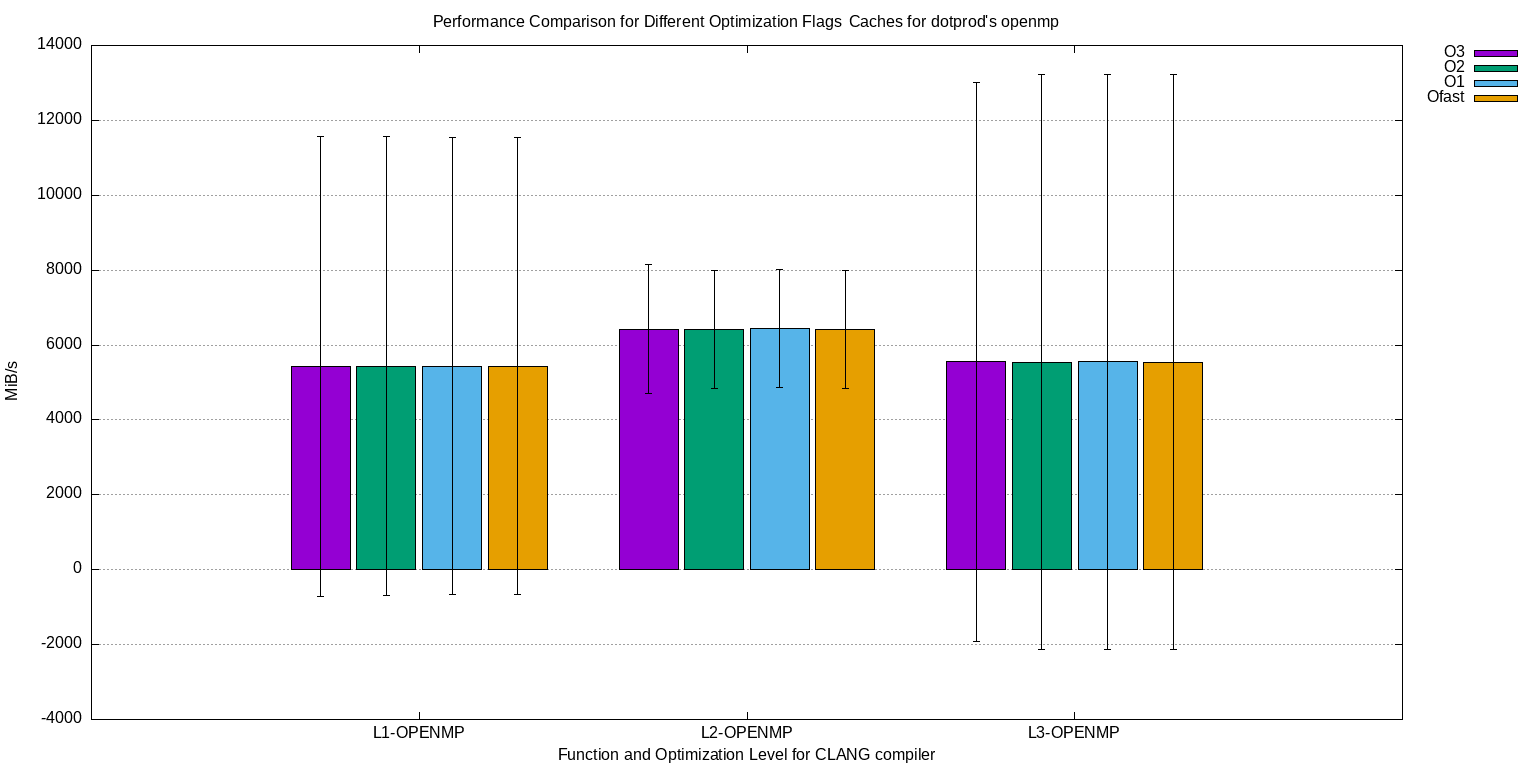 Performance Comparison for Different Optimization Flags  Caches for dotprod's openmp
14000
12000
10000
8000
6000
4000
2000
0
-2000
-4000
MiB/s
O3
O2
O1
Ofast
L1-OPENMP
L2-OPENMP
L3-OPENMP
Function and Optimization Level for CLANG compiler